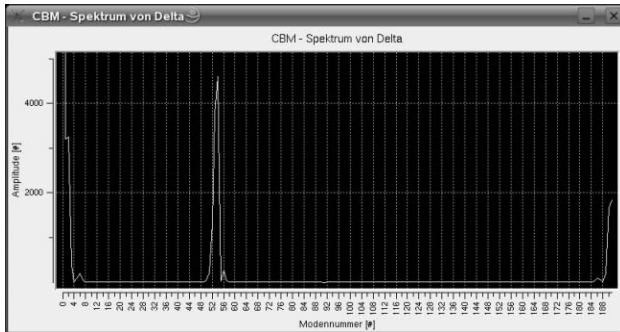 CBM - Spektrum von Delta
CBM - Spektrum von Delta
Amplitude [#]
4000
2000
0 4 8 12 16 20 24 28 32 36 40 44 48 52 56 60 64 68 72 76 80 84 88 92 96 100 104 108 112 116 120 124 128 132 136 140 144 148 152 156 160 164 168 172 176 180 184 188
Modennummer [#]